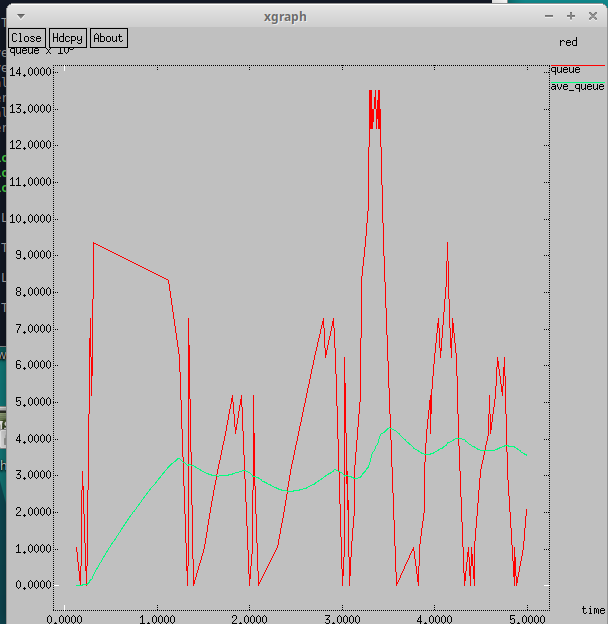 xgraph
Close Hdcpy About
queue x 10³
red
queue
ave_queue
14.0000
13.0000
12.0000
11.0000
10.0000
9.0000
8.0000
7.0000
6.0000
5.0000
4.0000
3.0000
2.0000
1.0000
0.0000
time
0.0000 1.0000 2.0000 3.0000 4.0000 5.0000